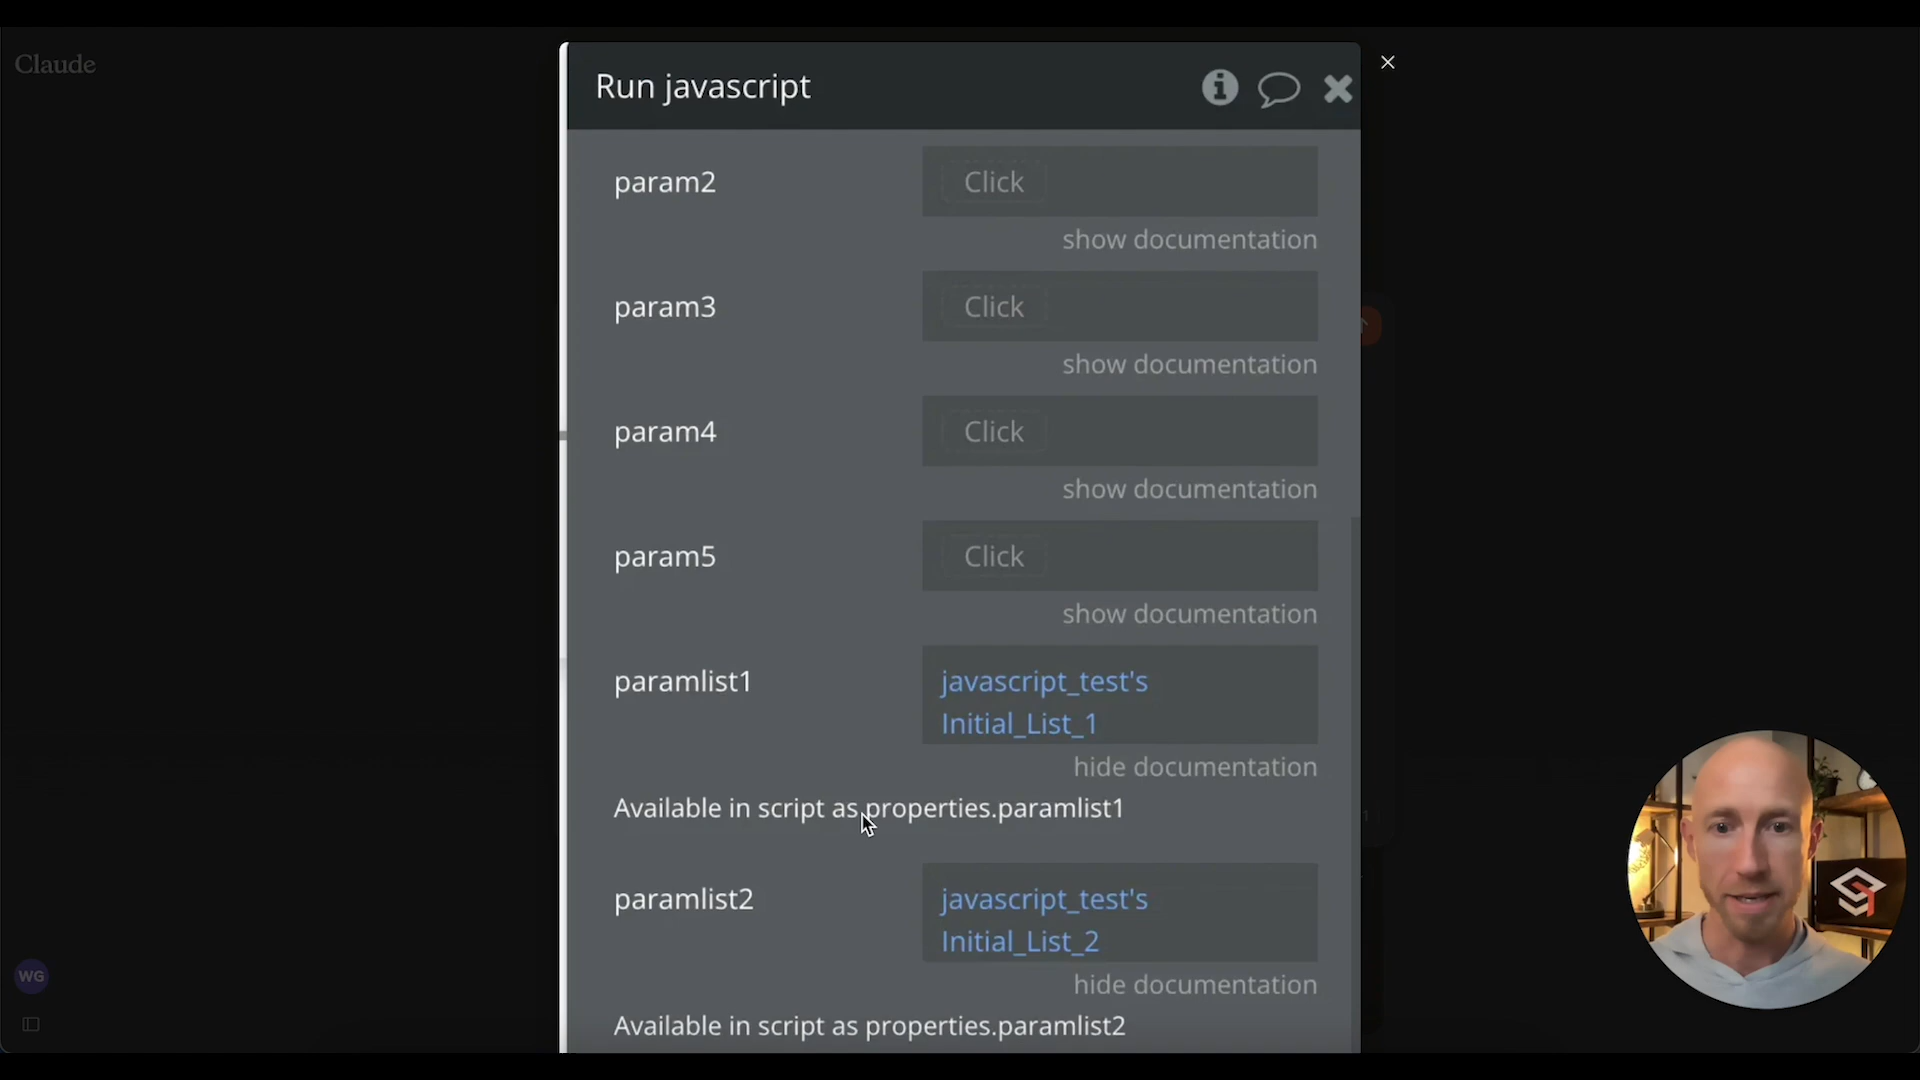 Claude
Run javascript
param2
Click
show documentation
param3
Click
show documentation
param4
Click
show documentation
param5
Click
show documentation
paramlist1
javascript_test's
Initial_List_1
hide documentation
Available in script as properties.paramlist1
paramlist2
javascript_test's
Initial_List_2
hide documentation
Available in script as properties.paramlist2
WG